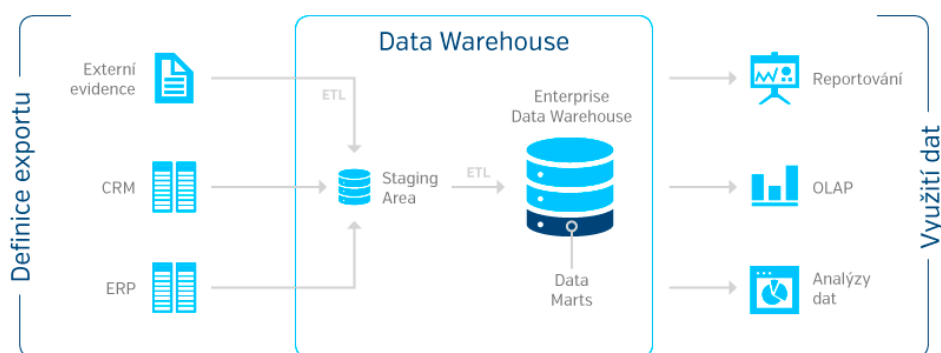 Definice exportu
Externí
evidence
CRM
ERP
Data Warehouse
ETL
Staging
Area
ETL
Enterprise
Data Warehouse
Data
Marts
Reportování
OLAP
Analýzy
dat
Využití dat